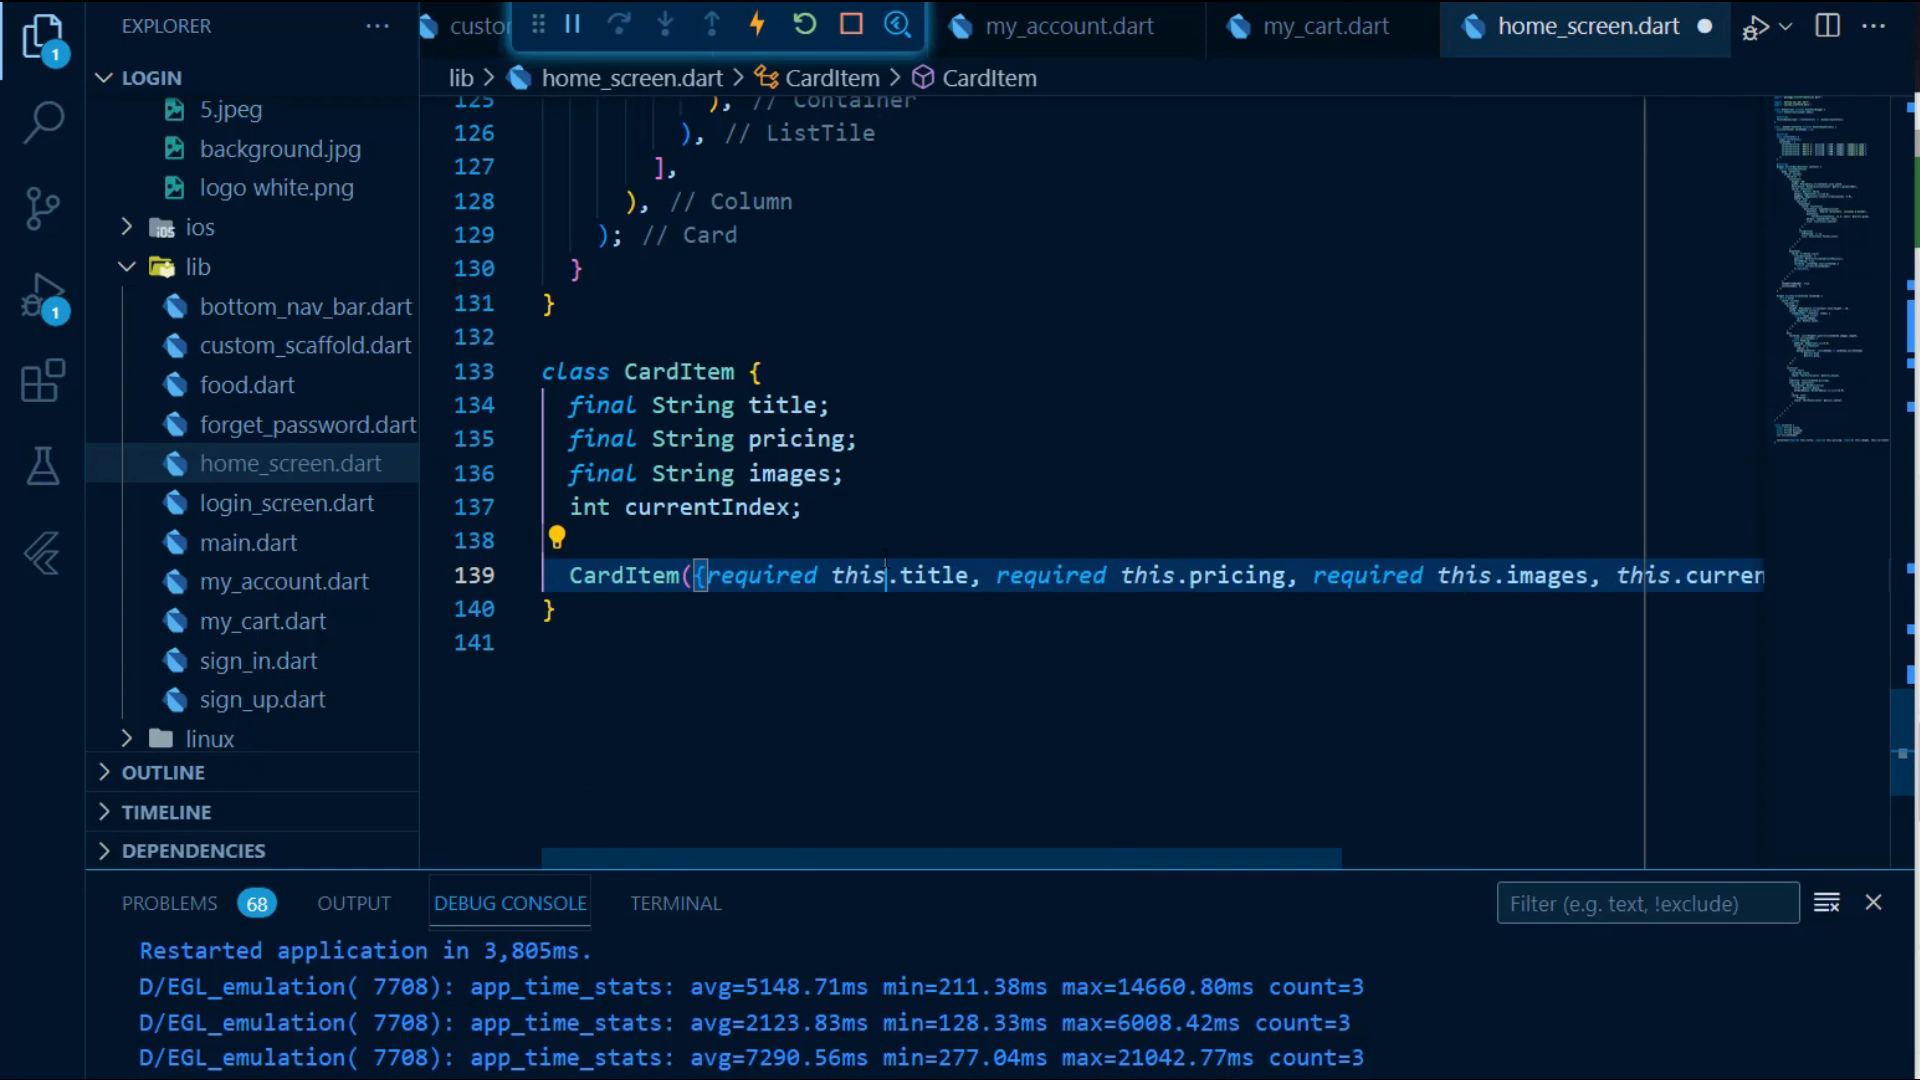 EXPLORER
LOGIN
5.jpeg
background.jpg
logo white.png
ios
lib
bottom_nav_bar.dart
custom_scaffold.dart
food.dart
forget_password.dart
home_screen.dart
login_screen.dart
main.dart
my_account.dart
my_cart.dart
sign_in.dart
sign_up.dart
linux
OUTLINE
TIMELINE
DEPENDENCIES
1
1
my_account.dart
my_cart.dart
home_screen.dart
lib > home_screen.dart > CardItem > CardItem
125 ), // Container
126 ), // ListTile
127 ],
128 ), // Column
129 ); // Card
130 }
131 }
132
133 class CardItem {
134 final String title;
135 final String pricing;
136 final String images;
137 int currentIndex;
138
139 CardItem({required this.title, required this.pricing, required this.images, this.curren
140 }
141
PROBLEMS 68 OUTPUT DEBUG CONSOLE TERMINAL
Filter (e.g. text, !exclude)
Restarted application in 3,805ms.
D/EGL_emulation( 7708): app_time_stats: avg=5148.71ms min=211.38ms max=14660.80ms count=3
D/EGL_emulation( 7708): app_time_stats: avg=2123.83ms min=128.33ms max=6008.42ms count=3
D/EGL_emulation( 7708): app_time_stats: avg=7290.56ms min=277.04ms max=21042.77ms count=3